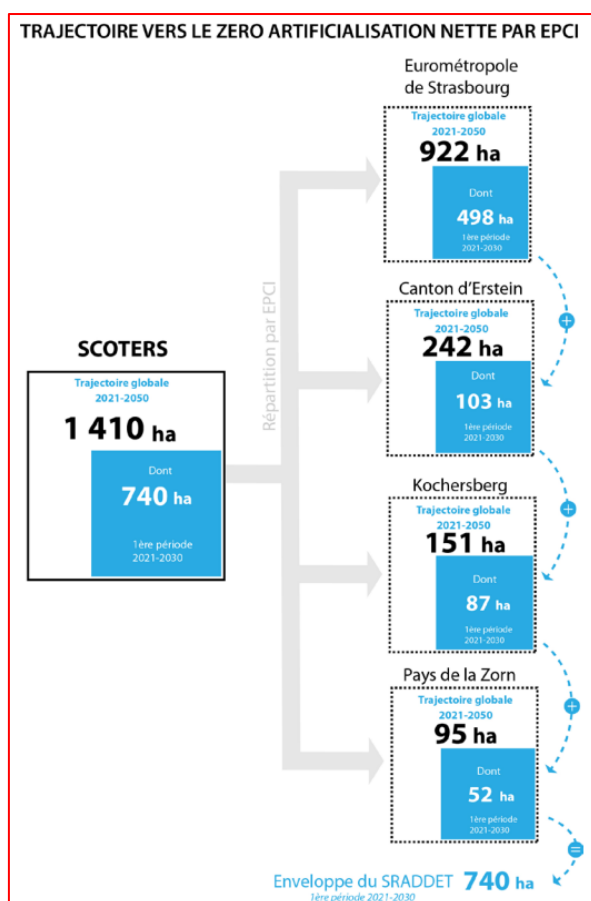 TRAJECTOIRE VERS LE ZERO ARTIFICIALISATION NETTE PAR EPCI
SCOTERS
Trajectoire globale
2021-2050
1 410 ha
Dont
740 ha
1ère période
2021-2030
Répartition par EPCI
Eurométropole
de Strasbourg
Trajectoire globale
2021-2050
922 ha
Dont
498 ha
1ère période
2021-2030
+
Canton d'Erstein
Trajectoire globale
2021-2050
242 ha
Dont
103 ha
1ère période
2021-2030
+
Kochersberg
Trajectoire globale
2021-2050
151 ha
Dont
87 ha
1ère période
2021-2030
+
Pays de la Zorn
Trajectoire globale
2021-2050
95 ha
Dont
52 ha
1ère période
2021-2030
=
Enveloppe du SRADDET 740 ha
1ère période 2021-2030